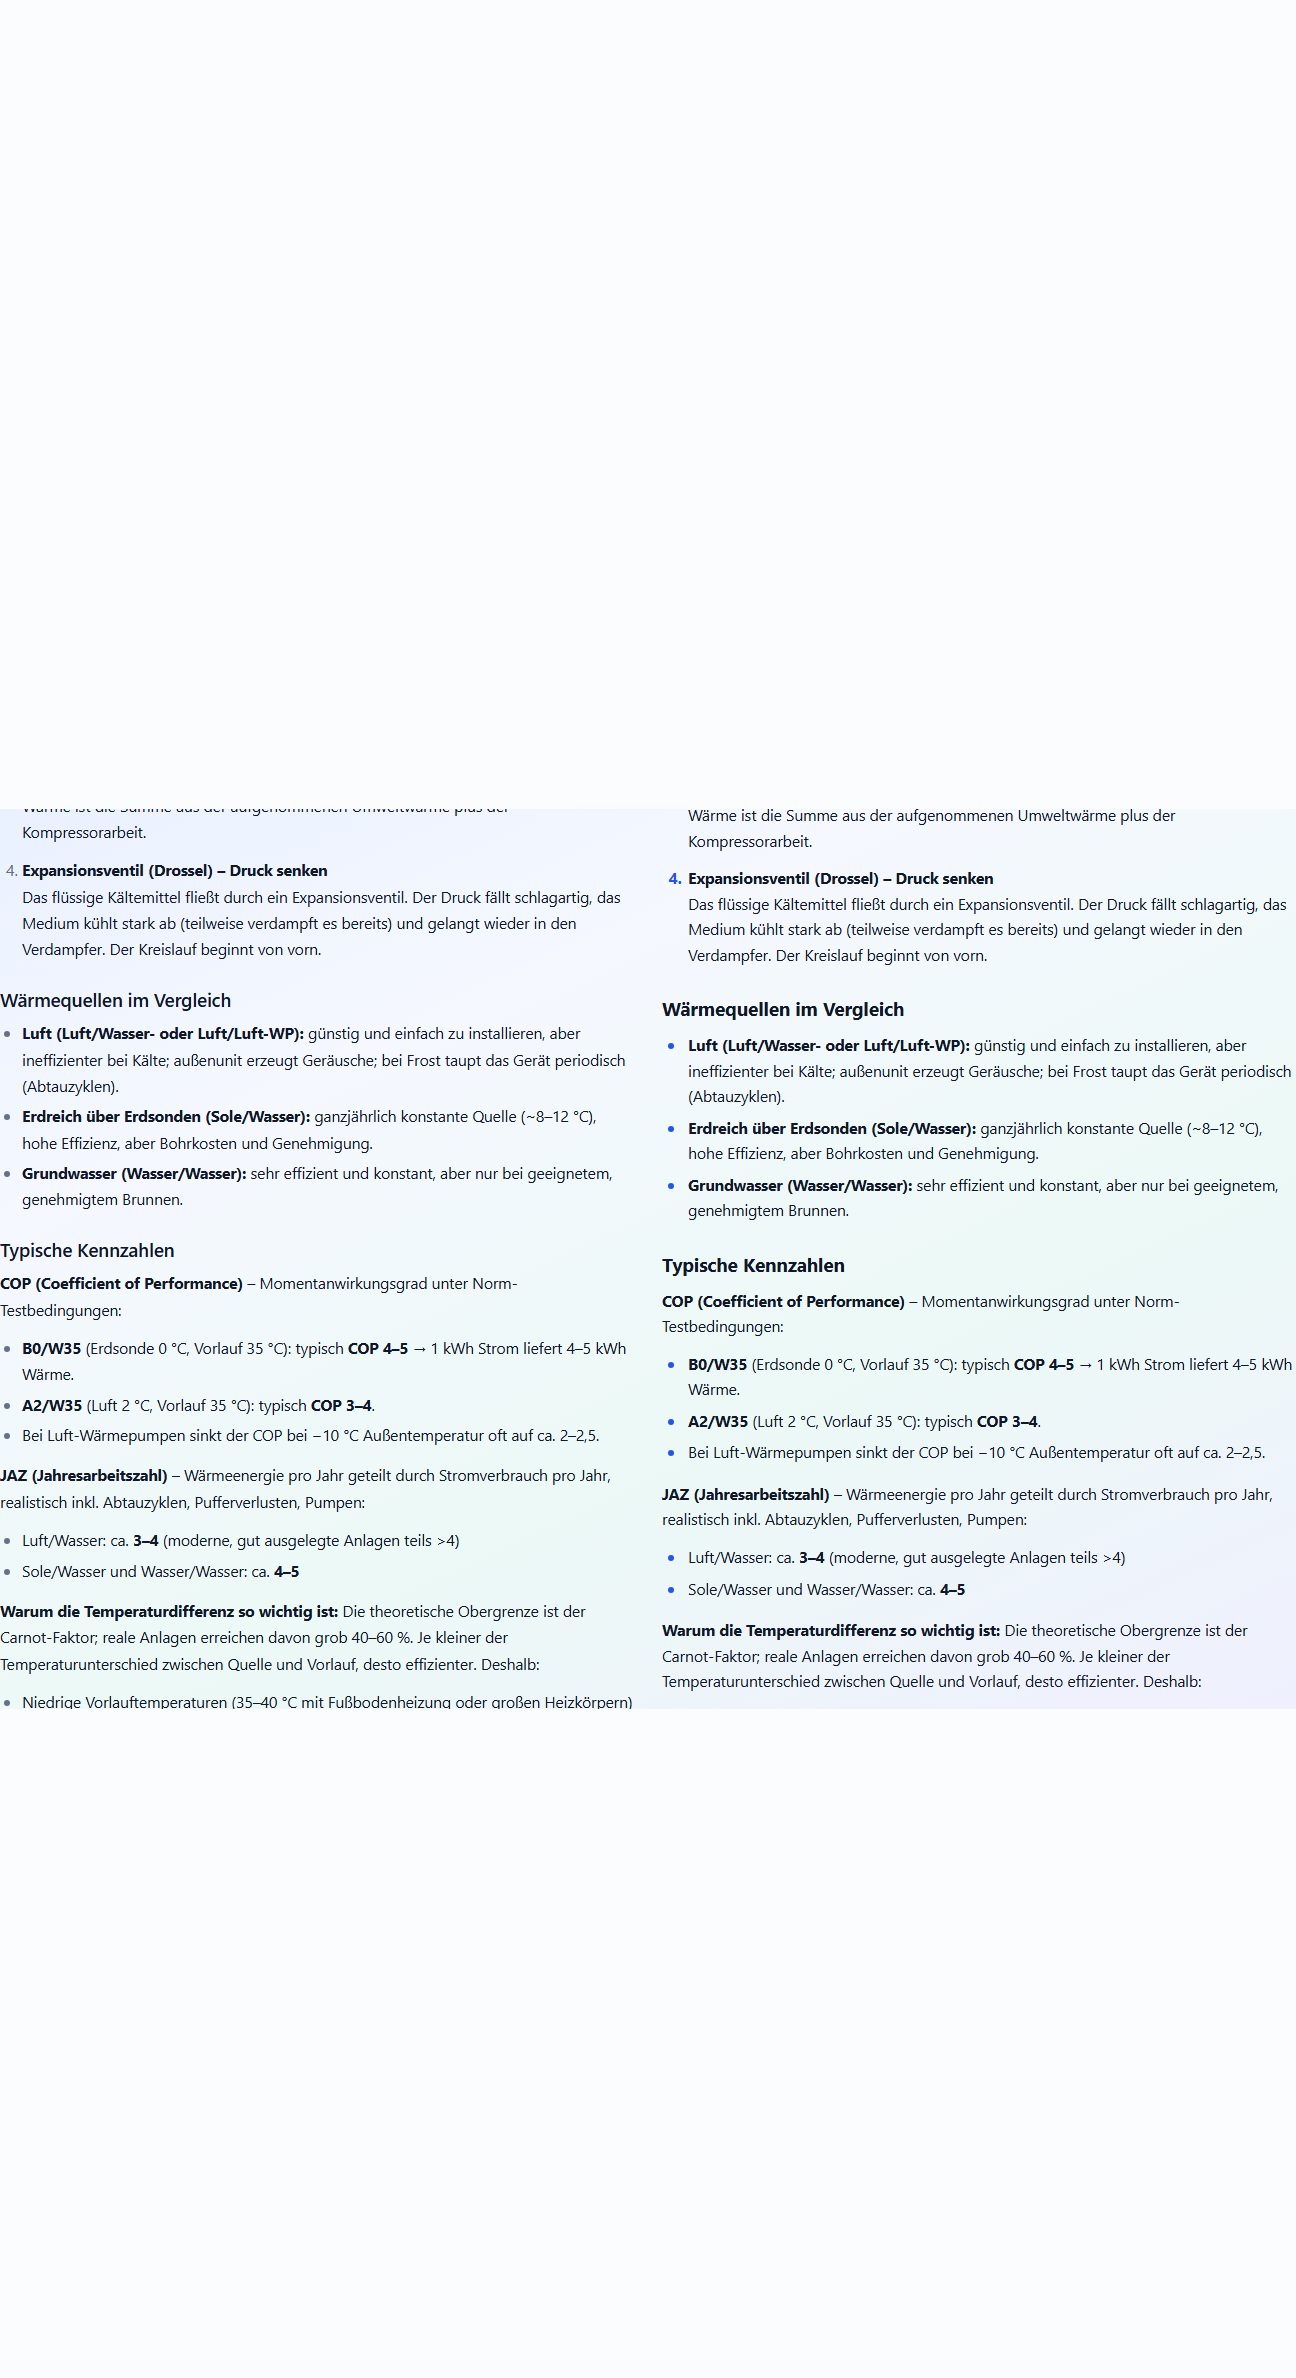 Wärme ist die Summe aus der aufgenommenen Umweltwärme plus der
Kompressorarbeit.
4. Expansionsventil (Drossel) – Druck senken
Das flüssige Kältemittel fließt durch ein Expansionsventil. Der Druck fällt schlagartig, das
Medium kühlt stark ab (teilweise verdampft es bereits) und gelangt wieder in den
Verdampfer. Der Kreislauf beginnt von vorn.
Wärmequellen im Vergleich
• Luft (Luft/Wasser- oder Luft/Luft-WP): günstig und einfach zu installieren, aber
ineffizienter bei Kälte; außenunit erzeugt Geräusche; bei Frost taupt das Gerät periodisch
(Abtauzyklen).
• Erdreich über Erdsonden (Sole/Wasser): ganzjährlich konstante Quelle (~8–12 °C),
hohe Effizienz, aber Bohrkosten und Genehmigung.
• Grundwasser (Wasser/Wasser): sehr effizient und konstant, aber nur bei geeignetem,
genehmigtem Brunnen.
Typische Kennzahlen
COP (Coefficient of Performance) – Momentanwirkungsgrad unter Norm-
Testbedingungen:
• B0/W35 (Erdsonde 0 °C, Vorlauf 35 °C): typisch COP 4–5 → 1 kWh Strom liefert 4–5 kWh
Wärme.
• A2/W35 (Luft 2 °C, Vorlauf 35 °C): typisch COP 3–4.
• Bei Luft-Wärmepumpen sinkt der COP bei −10 °C Außentemperatur oft auf ca. 2–2,5.
JAZ (Jahresarbeitszahl) – Wärmeenergie pro Jahr geteilt durch Stromverbrauch pro Jahr,
realistisch inkl. Abtauzyklen, Pufferverlusten, Pumpen:
• Luft/Wasser: ca. 3–4 (moderne, gut ausgelegte Anlagen teils >4)
• Sole/Wasser und Wasser/Wasser: ca. 4–5
Warum die Temperaturdifferenz so wichtig ist: Die theoretische Obergrenze ist der
Carnot-Faktor; reale Anlagen erreichen davon grob 40–60 %. Je kleiner der
Temperaturunterschied zwischen Quelle und Vorlauf, desto effizienter. Deshalb:
• Niedrige Vorlauftemperaturen (35–40 °C mit Fußbodenheizung oder großen Heizkörpern)
Wärme ist die Summe aus der aufgenommenen Umweltwärme plus der
Kompressorarbeit.
4. Expansionsventil (Drossel) – Druck senken
Das flüssige Kältemittel fließt durch ein Expansionsventil. Der Druck fällt schlagartig, das
Medium kühlt stark ab (teilweise verdampft es bereits) und gelangt wieder in den
Verdampfer. Der Kreislauf beginnt von vorn.
Wärmequellen im Vergleich
• Luft (Luft/Wasser- oder Luft/Luft-WP): günstig und einfach zu installieren, aber
ineffizienter bei Kälte; außenunit erzeugt Geräusche; bei Frost taupt das Gerät periodisch
(Abtauzyklen).
• Erdreich über Erdsonden (Sole/Wasser): ganzjährlich konstante Quelle (~8–12 °C),
hohe Effizienz, aber Bohrkosten und Genehmigung.
• Grundwasser (Wasser/Wasser): sehr effizient und konstant, aber nur bei geeignetem,
genehmigtem Brunnen.
Typische Kennzahlen
COP (Coefficient of Performance) – Momentanwirkungsgrad unter Norm-
Testbedingungen:
• B0/W35 (Erdsonde 0 °C, Vorlauf 35 °C): typisch COP 4–5 → 1 kWh Strom liefert 4–5 kWh
Wärme.
• A2/W35 (Luft 2 °C, Vorlauf 35 °C): typisch COP 3–4.
• Bei Luft-Wärmepumpen sinkt der COP bei −10 °C Außentemperatur oft auf ca. 2–2,5.
JAZ (Jahresarbeitszahl) – Wärmeenergie pro Jahr geteilt durch Stromverbrauch pro Jahr,
realistisch inkl. Abtauzyklen, Pufferverlusten, Pumpen:
• Luft/Wasser: ca. 3–4 (moderne, gut ausgelegte Anlagen teils >4)
• Sole/Wasser und Wasser/Wasser: ca. 4–5
Warum die Temperaturdifferenz so wichtig ist: Die theoretische Obergrenze ist der
Carnot-Faktor; reale Anlagen erreichen davon grob 40–60 %. Je kleiner der
Temperaturunterschied zwischen Quelle und Vorlauf, desto effizienter. Deshalb: